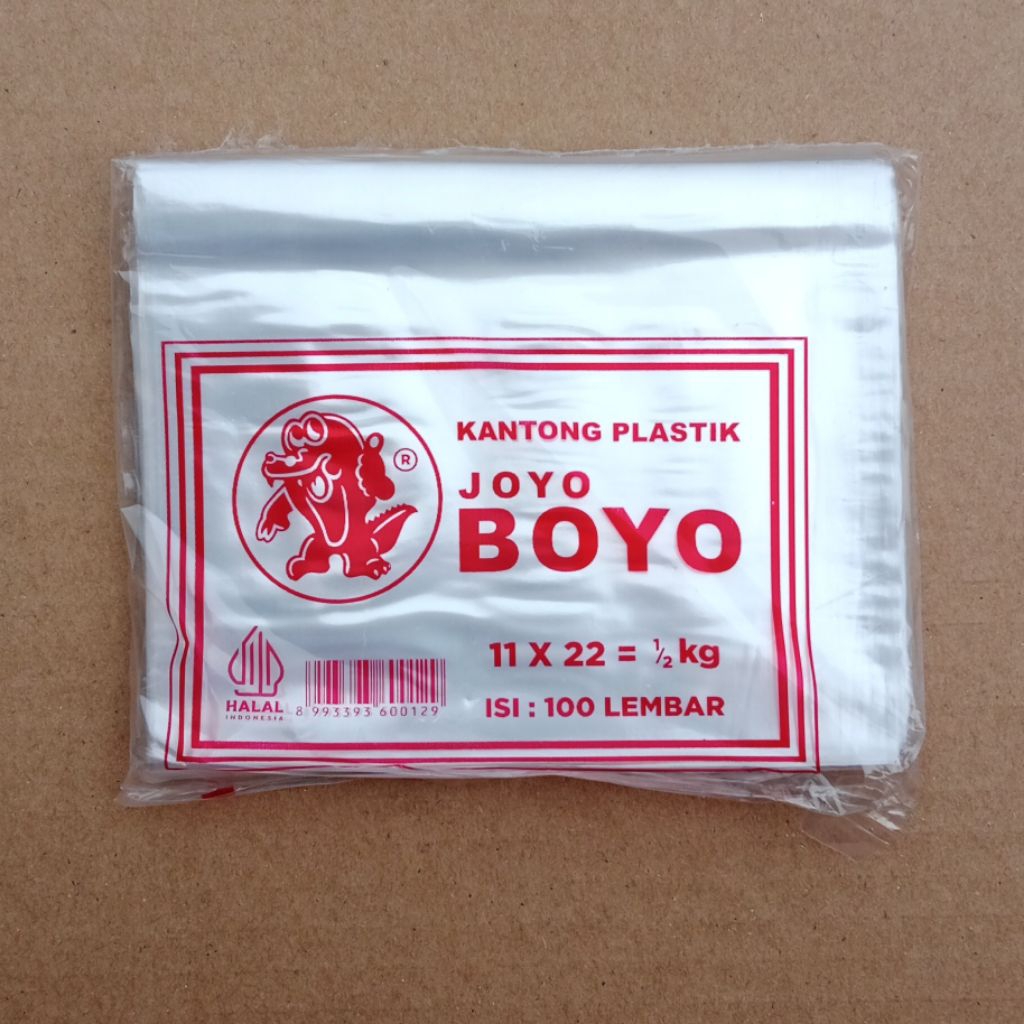 KANTONG PLASTIK
JOYO
BOYO
®
11 X 22 = ½ kg
ISI : 100 LEMBAR
HALAL
INDONESIA
8 993393 600129